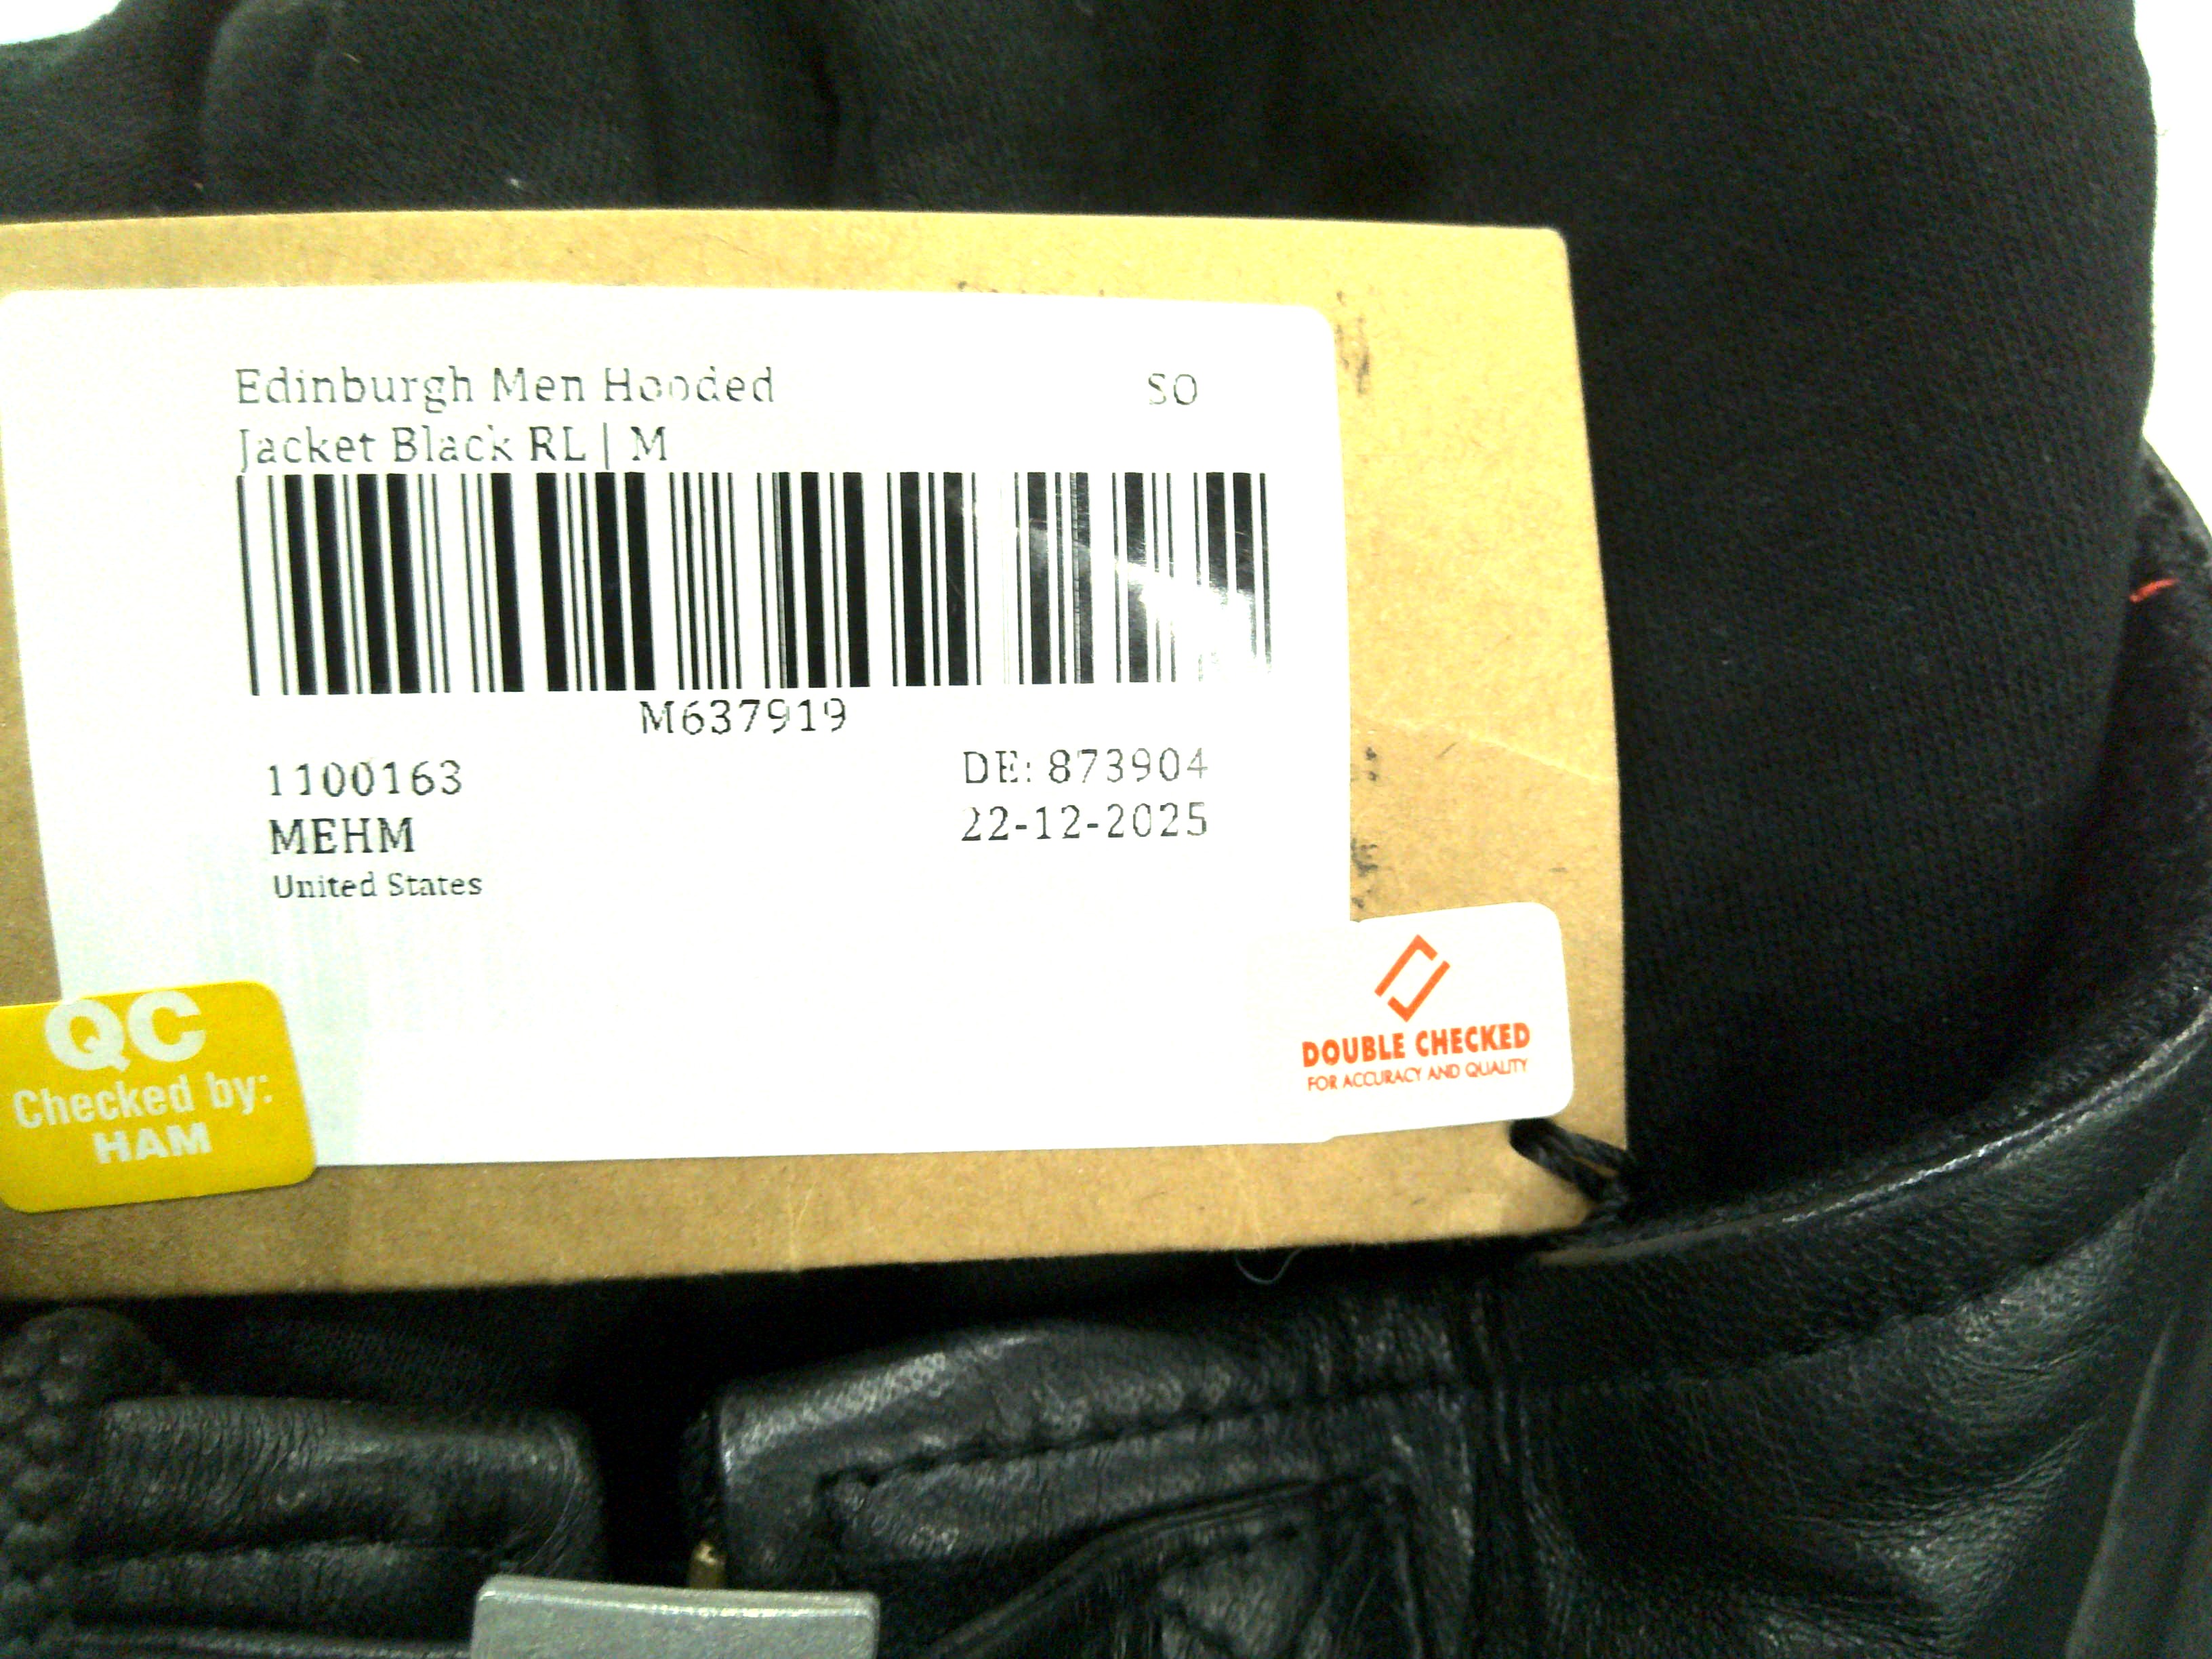 Edinburgh Men Hooded SO
Jacket Black RL | M
M637919
1100163 DE: 873904
MEHM 22-12-2025
United States
QC
Checked by:
HAM
DOUBLE CHECKED
FOR ACCURACY AND QUALITY